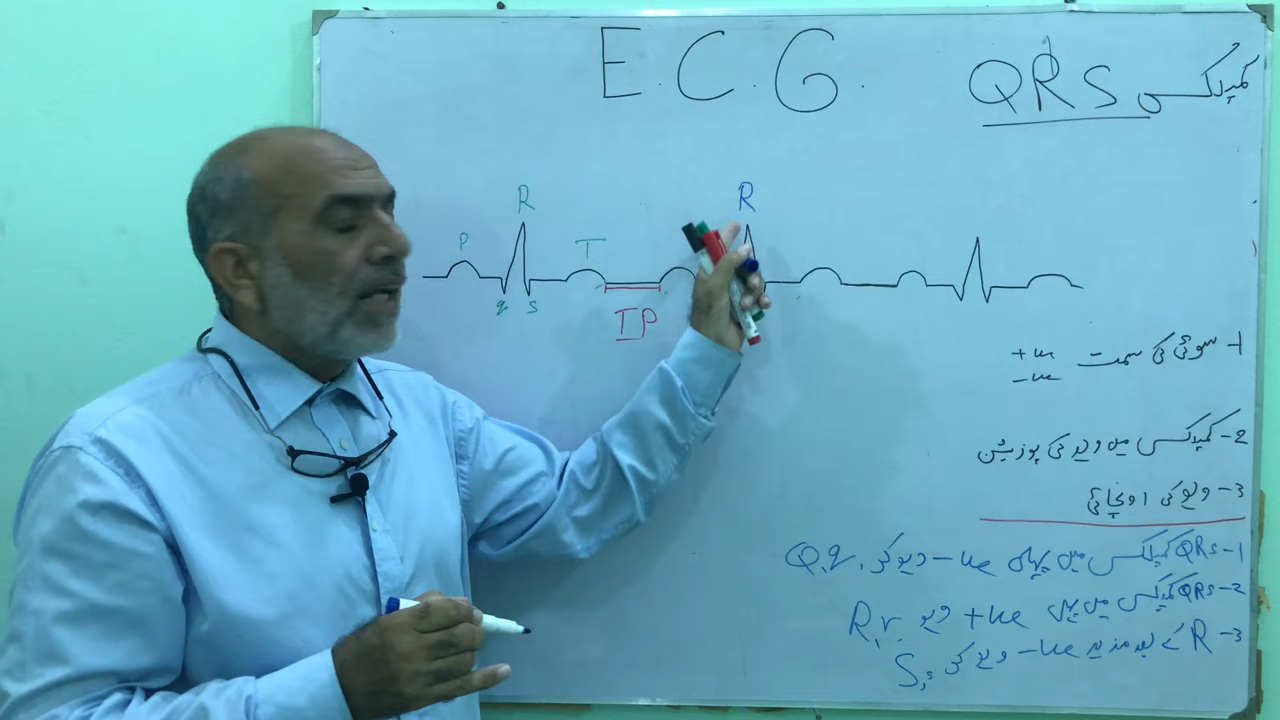 E.C.G.
QRS کمپلکس
R
R
P
T
q
s
TP
1- سوئی کی سمت +ve
-ve
2- کمپلکس میں ویو کی پوزیشن
3- ویو کی اونچائی
1- QRS کمپلکس میں پہلی -ve ویو کو Q,q
2- QRS کمپلکس میں +ve ویو R,r
3- R کے بعد مزید -ve ویو کو S,s